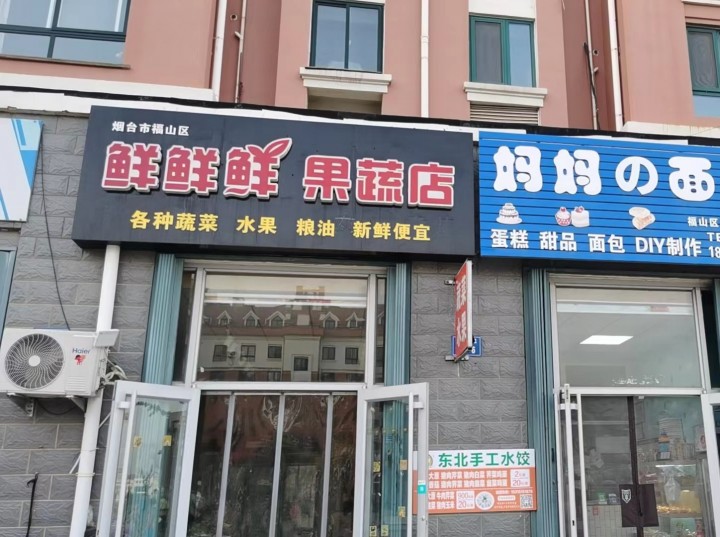 烟台市福山区
鲜鲜鲜 果蔬店
各种蔬菜 水果 粮油 新鲜便宜
妈妈の面
福山区
蛋糕 甜品 面包 DIY制作
TE
18
Haier
东北手工水饺